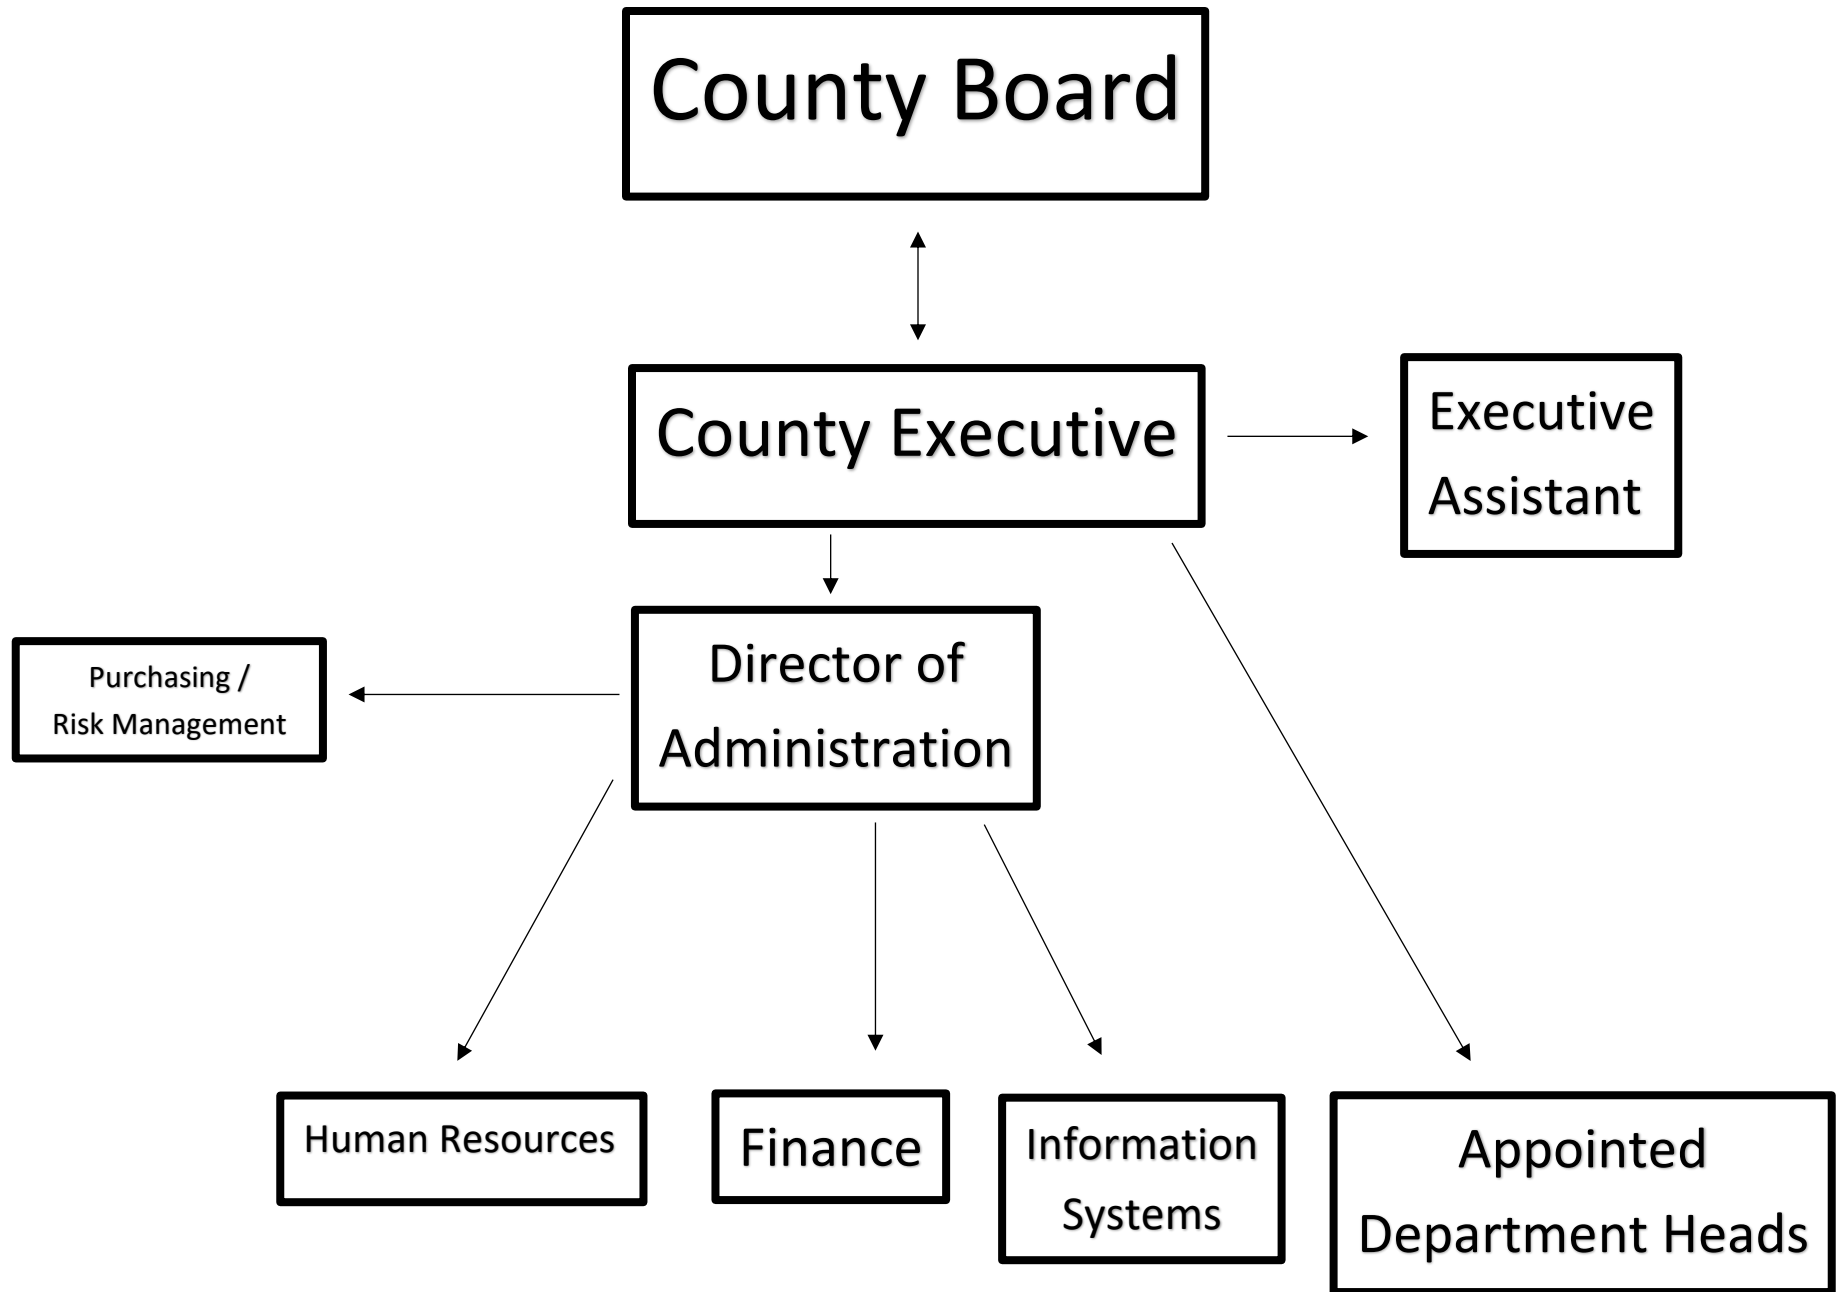 County Board
County Executive
Executive
Assistant
Director of
Administration
Purchasing /
Risk Management
Human Resources
Finance
Information
Systems
Appointed
Department Heads